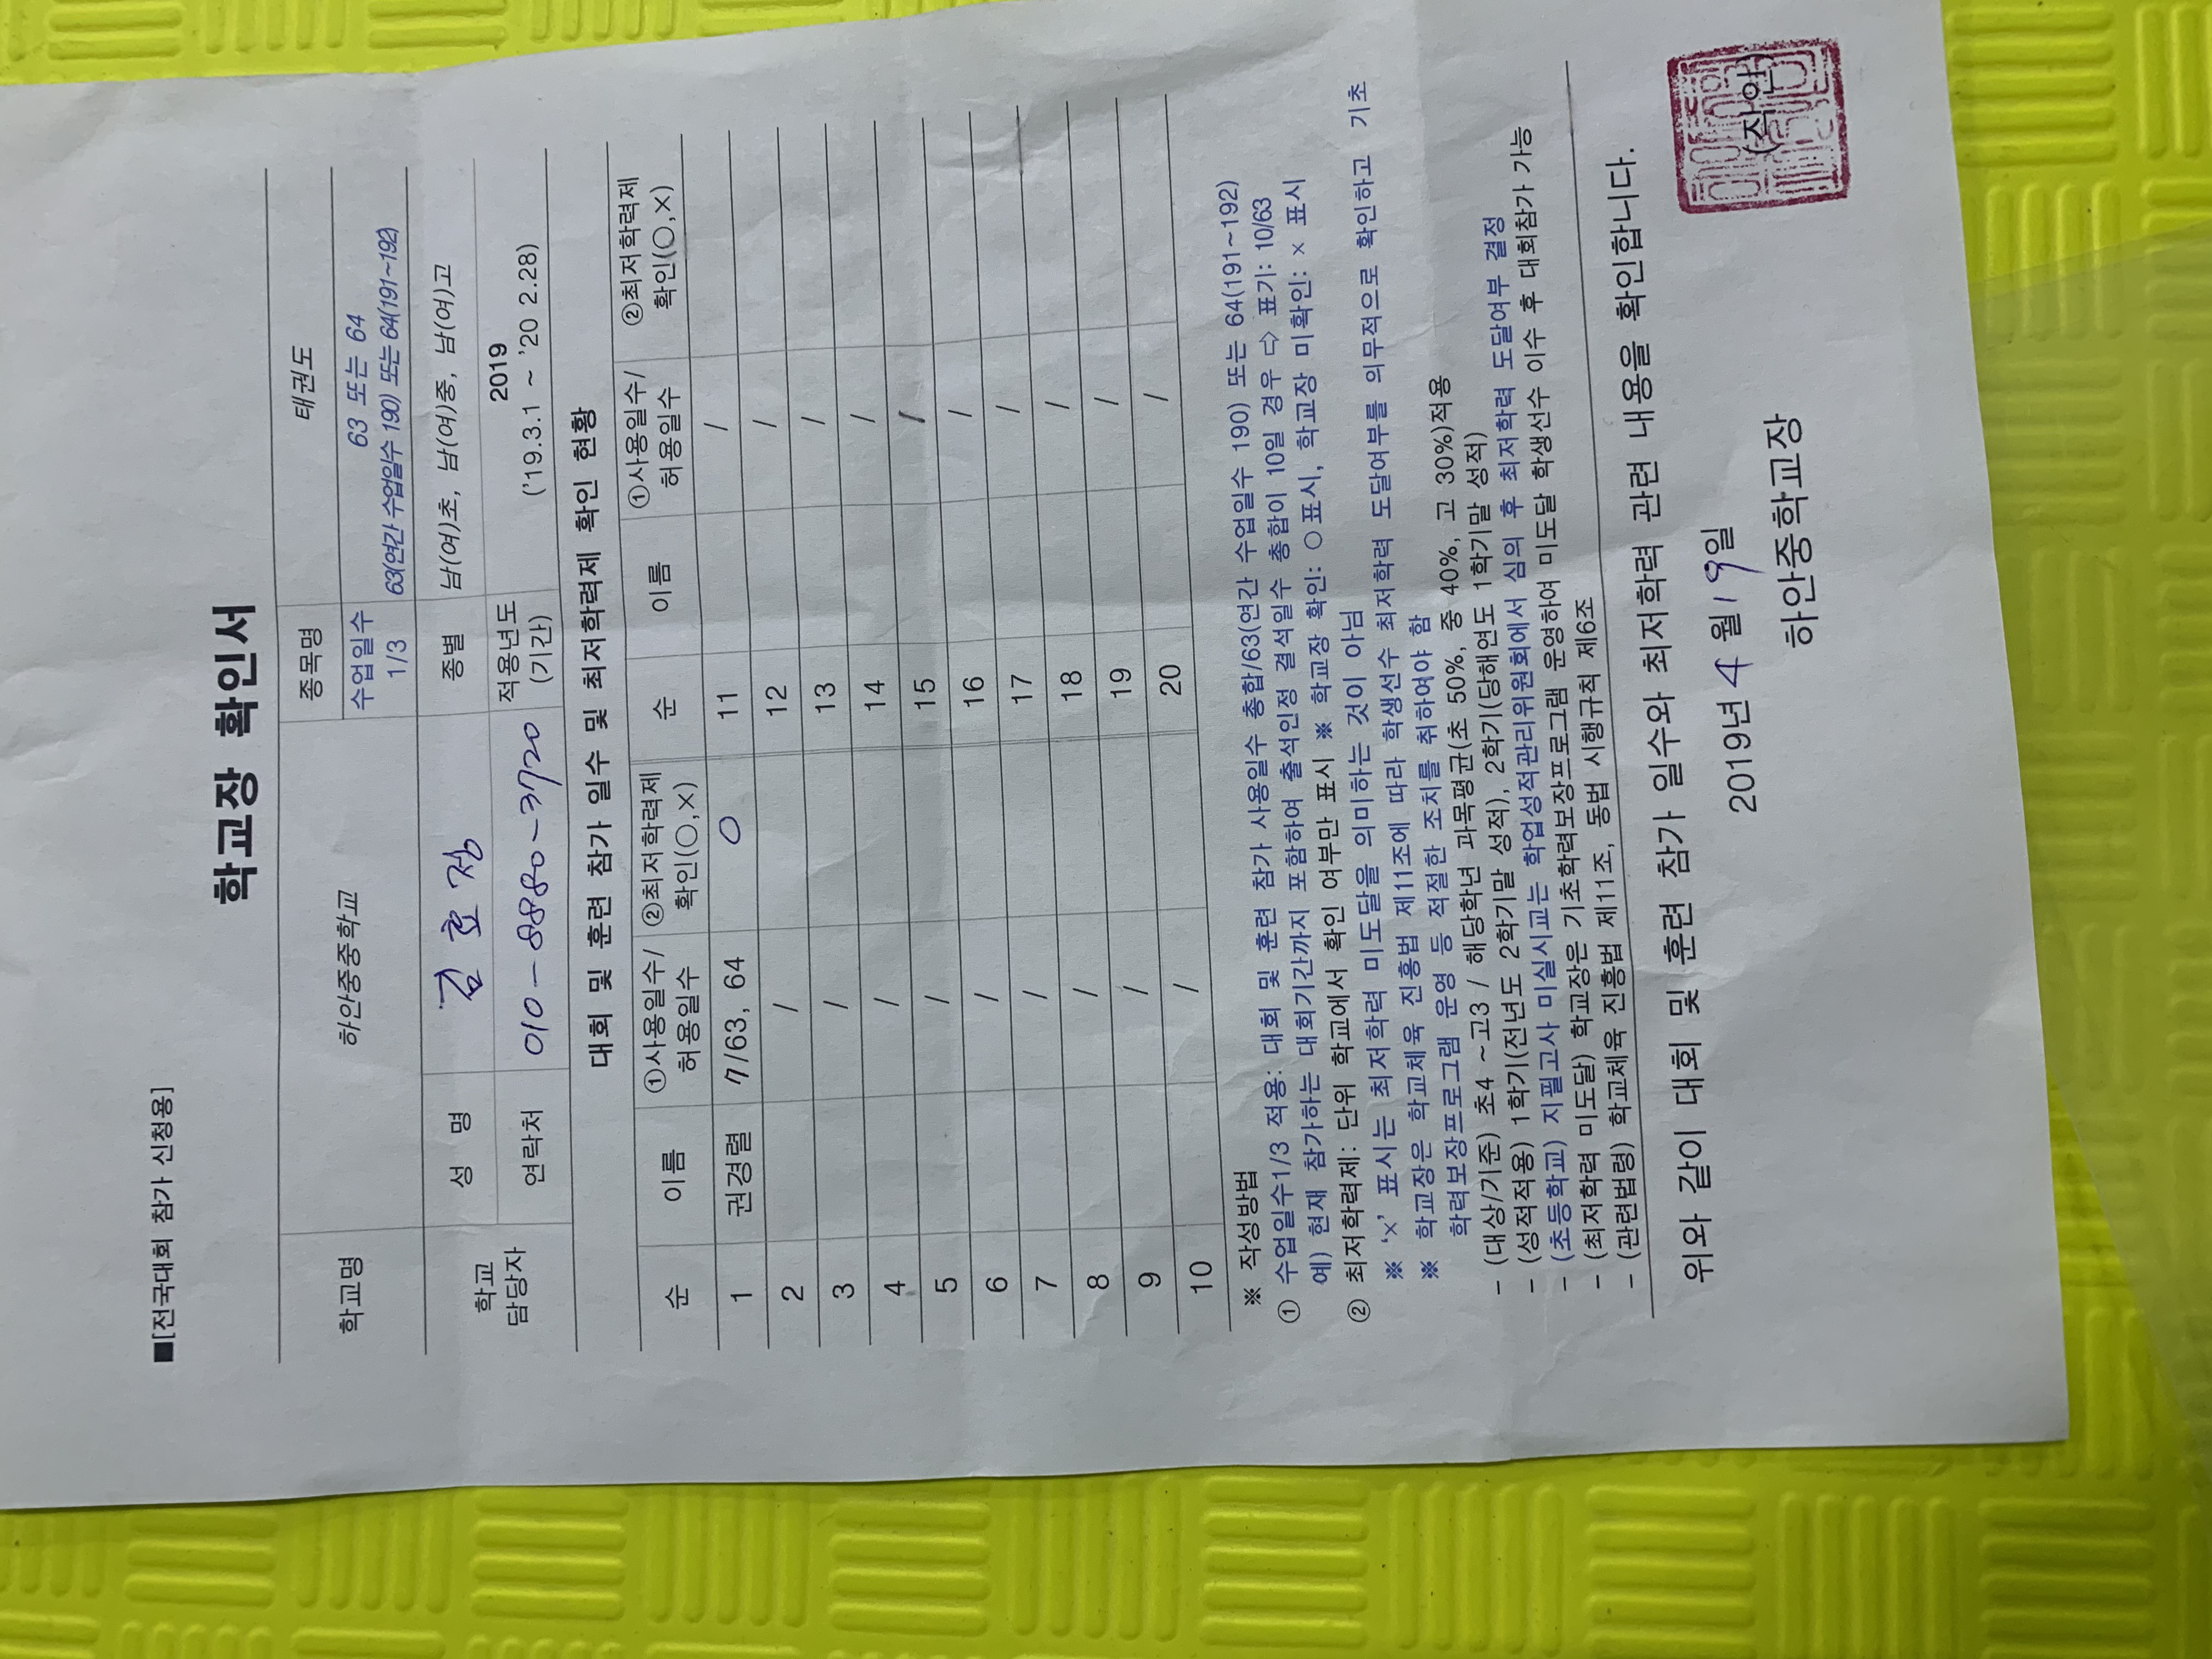 ■[전국대회 참가 신청용]
학교장 확인서
학교명 하안중중학교 종목명 태권도
수업일수 1/3 63 또는 64
63(연간 수업일수 190) 또는 64(191~192)
학교 담당자 성 명 김효정 종별 남(여)초, 남(여)중, 남(여)고
연락처 010-8880-3720 적용년도 (기간) 2019
('19.3.1 ~ '20 2.28)
대회 및 훈련 참가 일수 및 최저학력제 확인 현황
순 이름 ①사용일수/허용일수 ②최저학력제 확인(○,×) 순 이름 ①사용일수/허용일수 ②최저학력제 확인(○,×)
1 권경렬 7/63, 64 ○ 11 /
2 / 12 /
3 / 13 /
4 / 14 /
5 / 15 /
6 / 16 /
7 / 17 /
8 / 18 /
9 / 19 /
10 / 20 /
※ 작성방법
① 수업일수1/3 적용: 대회 및 훈련 참가 사용일수 총합/63(연간 수업일수 190) 또는 64(191~192)
예) 현재 참가하는 대회기간까지 포함하여 출석인정 결석일수 총합이 10일 경우 ⇨ 표기: 10/63
② 최저학력제: 단위 학교에서 확인 여부만 표시 ※ 학교장 확인: ○ 표시, 학교장 미확인: × 표시
※ '×' 표시는 최저학력 미도달을 의미하는 것이 아님
※ 학교장은 학교체육 진흥법 제11조에 따라 학생선수 최저학력 도달여부를 의무적으로 확인하고 기초
학력보장프로그램 운영 등 적절한 조치를 취하여야 함
- (대상/기준) 초4 ~고3 / 해당학년 과목평균(초 50%, 중 40%, 고 30%)적용
- (성적적용) 1학기(전년도 2학기말 성적), 2학기(당해연도 1학기말 성적)
- (초등학교) 지필고사 미실시교는 학업성적관리위원회에서 심의 후 최저학력 도달여부 결정
- (최저학력 미도달) 학교장은 기초학력보장프로그램 운영하여 미도달 학생선수 이수 후 대회참가 가능
- (관련법령) 학교체육 진흥법 제11조, 동법 시행규칙 제6조
위와 같이 대회 및 훈련 참가 일수와 최저학력 관련 내용을 확인합니다.
2019년 4 월 19일
하안중학교장 (직인